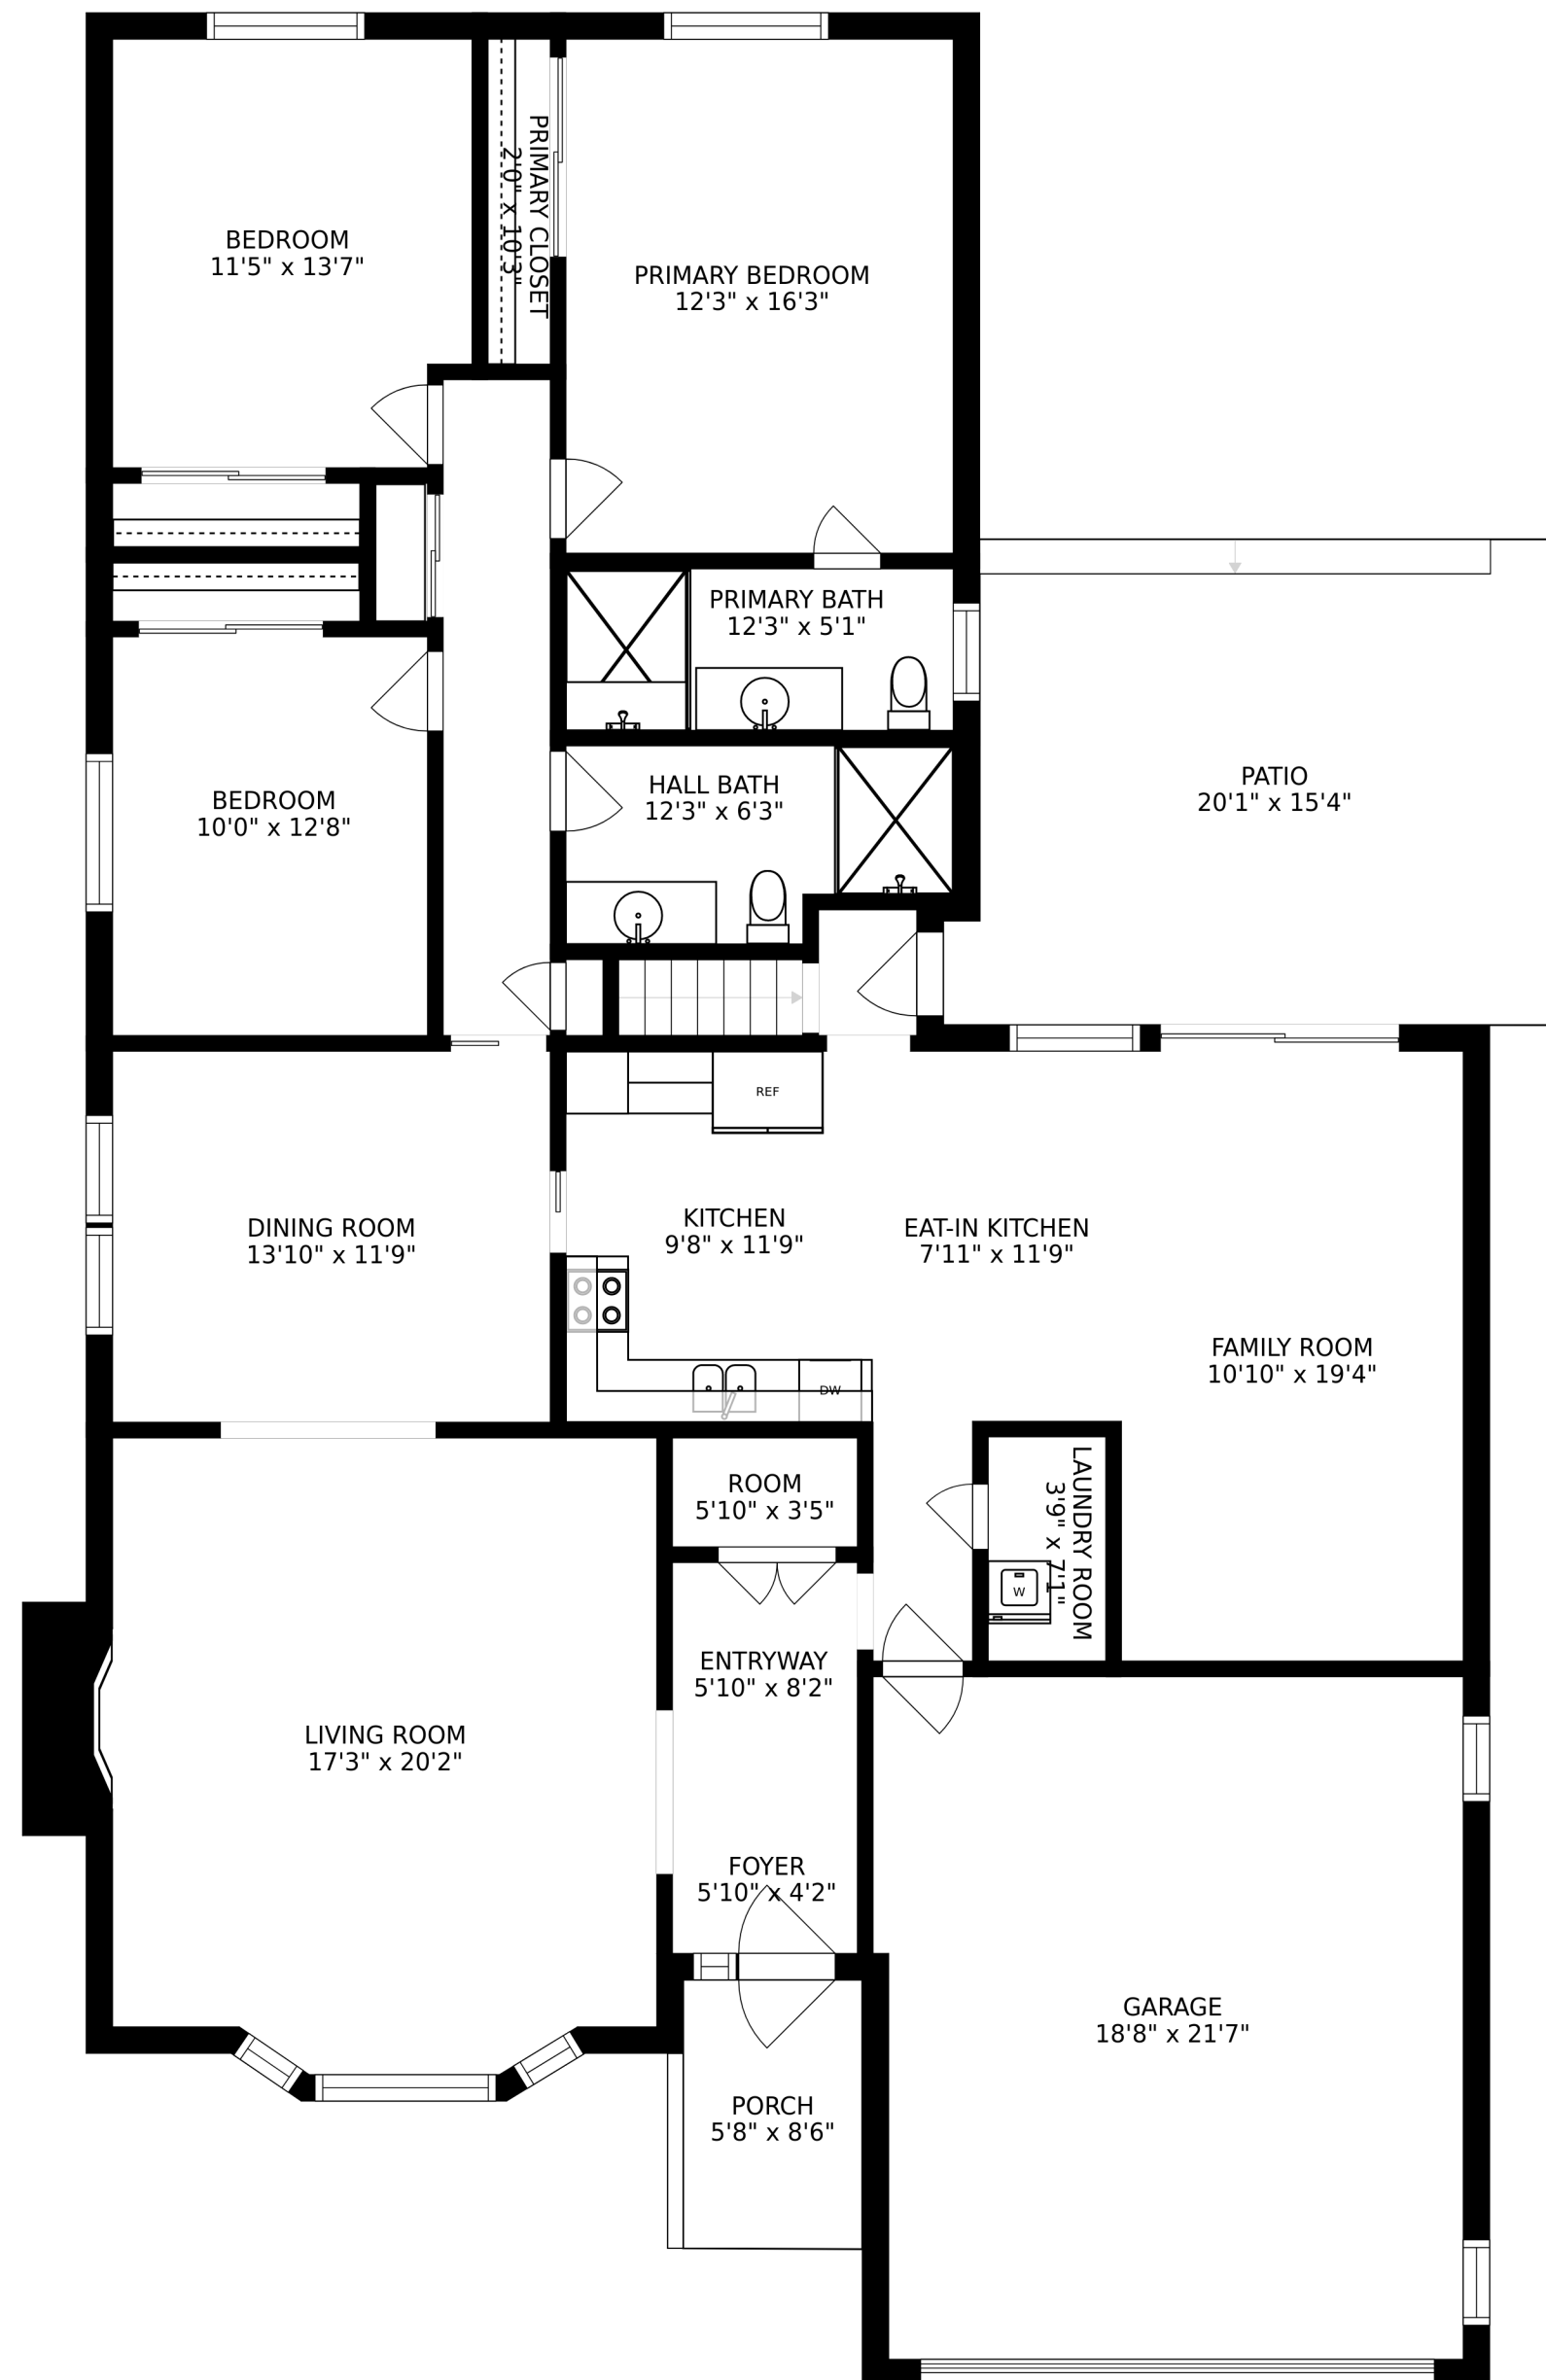 PRIMARY CLOSET
2'0" x 10'3"
BEDROOM
11'5" x 13'7"
PRIMARY BEDROOM
12'3" x 16'3"
PRIMARY BATH
12'3" x 5'1"
HALL BATH
12'3" x 6'3"
PATIO
20'1" x 15'4"
BEDROOM
10'0" x 12'8"
REF
KITCHEN
9'8" x 11'9"
EAT-IN KITCHEN
7'11" x 11'9"
DINING ROOM
13'10" x 11'9"
FAMILY ROOM
10'10" x 19'4"
DW
ROOM
5'10" x 3'5"
LAUNDRY ROOM
3'9" x 7'1"
W
ENTRYWAY
5'10" x 8'2"
LIVING ROOM
17'3" x 20'2"
FOYER
5'10" x 4'2"
GARAGE
18'8" x 21'7"
PORCH
5'8" x 8'6"